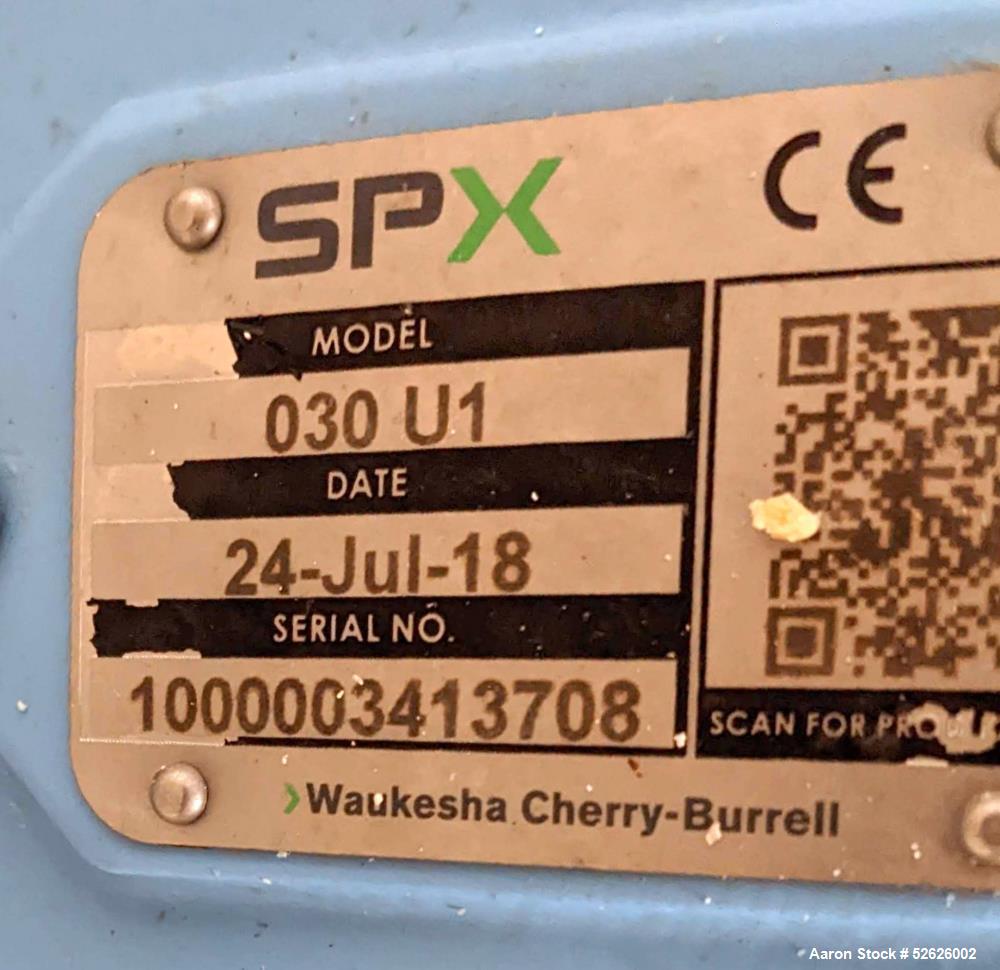 SPX
CE
MODEL
030 U1
DATE
24-Jul-18
SERIAL NO.
1000003413708
SCAN FOR
Waukesha Cherry-Burrell
Aaron Stock # 52626002